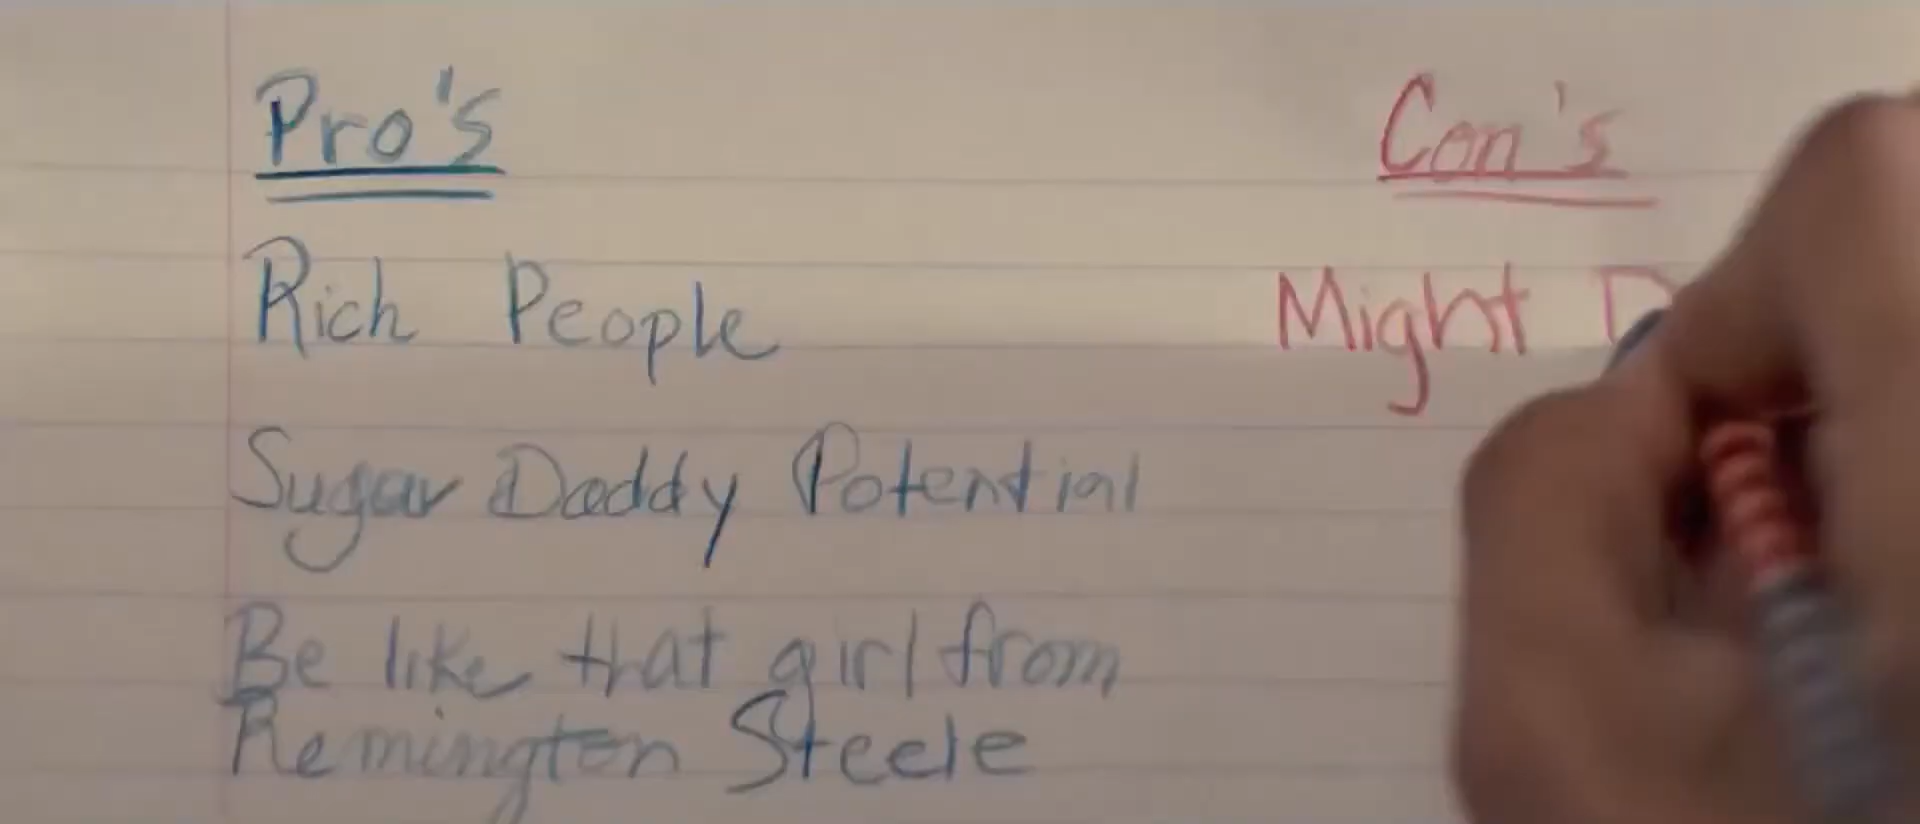 Pro's
Con's
Rich People
Might D
Sugar Daddy Potential
Be like that girl from
Remington Steele